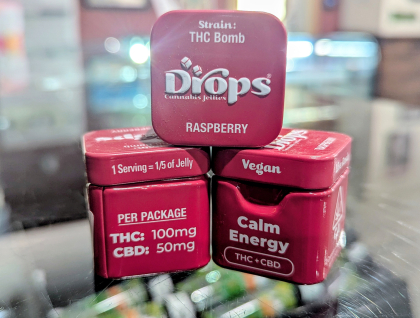 Strain:
THC Bomb
Drops
Cannabis Jellies
RASPBERRY
1 Serving = 1/5 of Jelly
PER PACKAGE
THC: 100mg
CBD: 50mg
Vegan
Calm
Energy
THC + CBD